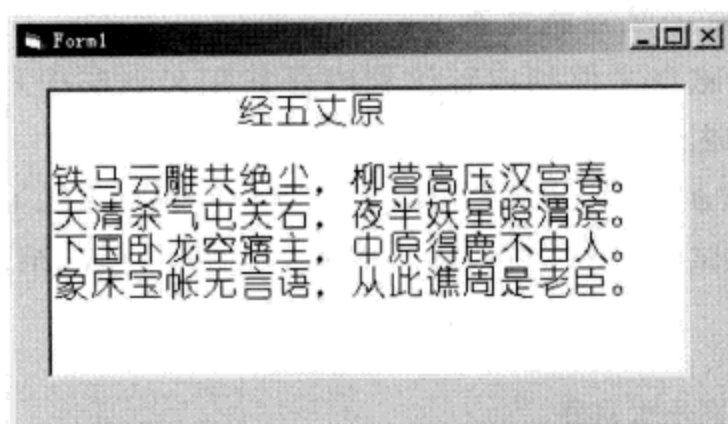 Form1
经五丈原
铁马云雕共绝尘，柳营高压汉宫春。
天清杀气屯关右，夜半妖星照渭滨。
下国卧龙空寤主，中原得鹿不由人。
象床宝帐无言语，从此谯周是老臣。